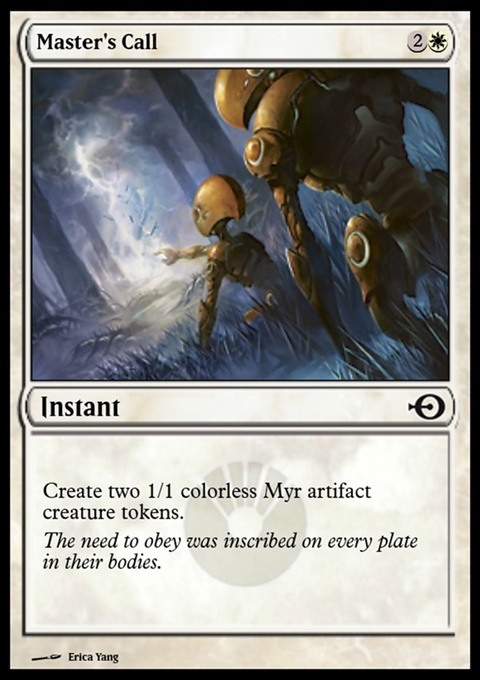 Master's Call 2
Instant
Create two 1/1 colorless Myr artifact
creature tokens.
The need to obey was inscribed on every plate
in their bodies.
Erica Yang